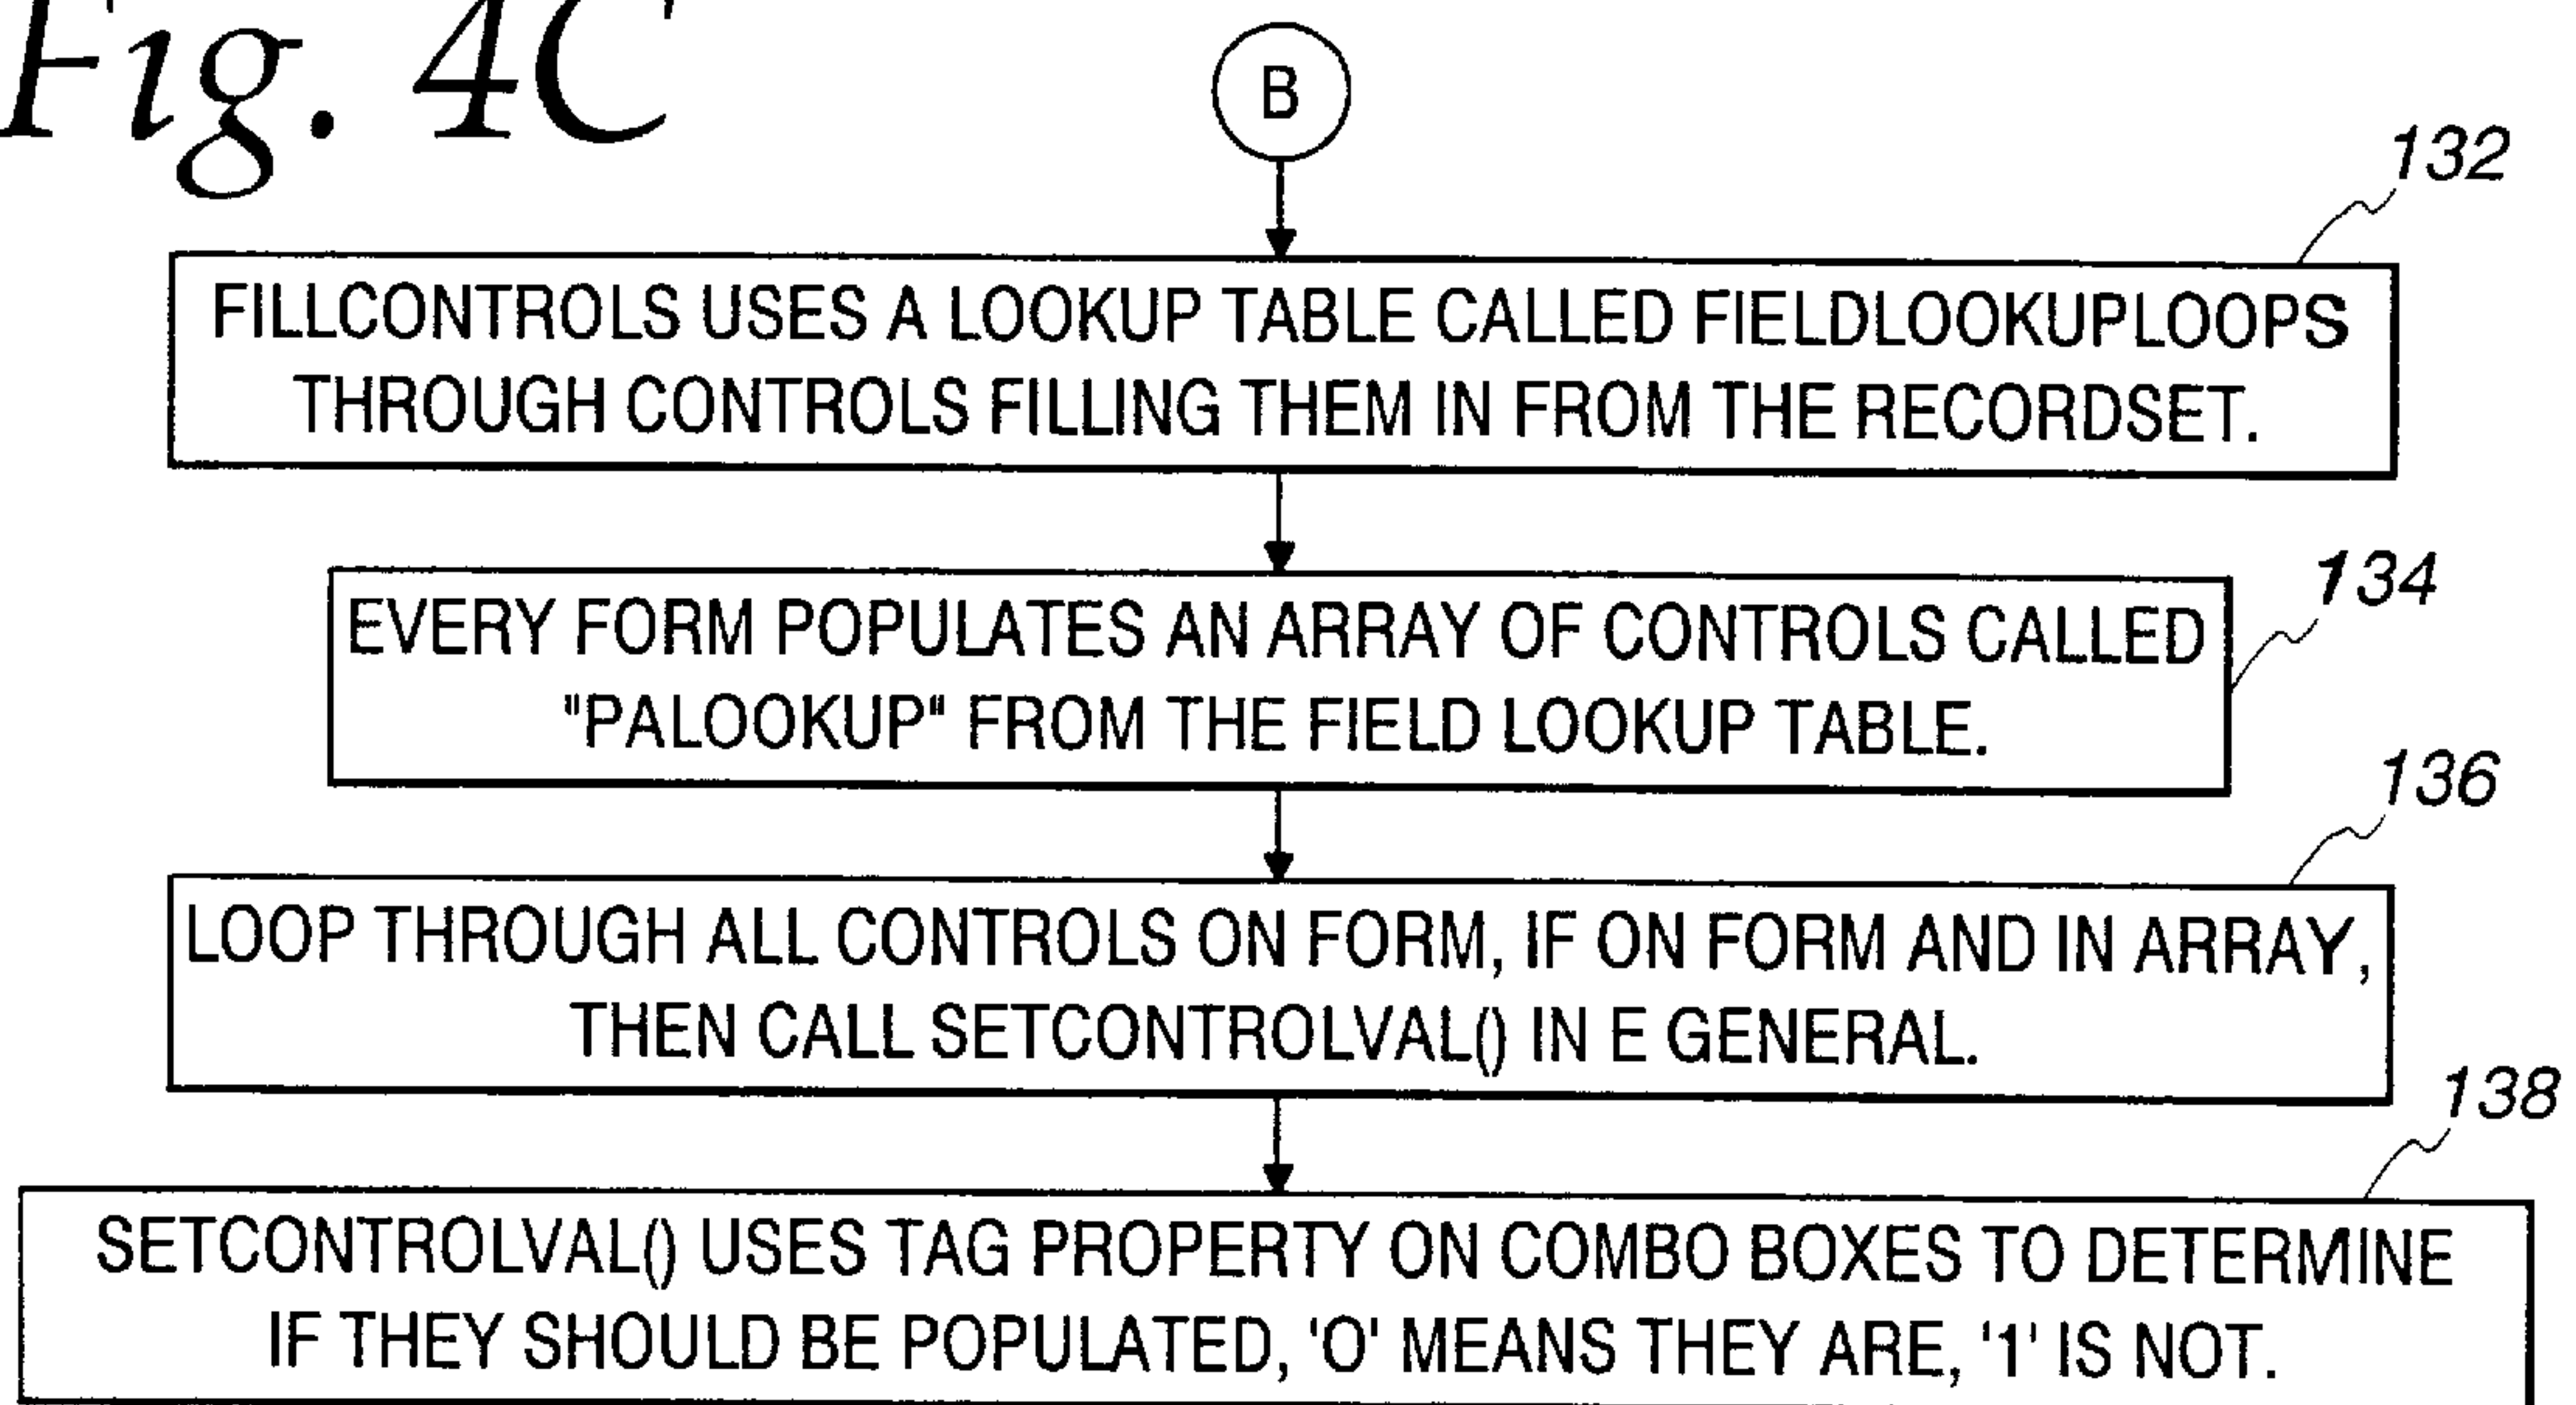 Fig. 4C
B
132
FILLCONTROLS USES A LOOKUP TABLE CALLED FIELDLOOKUPLOOPS
THROUGH CONTROLS FILLING THEM IN FROM THE RECORDSET.
134
EVERY FORM POPULATES AN ARRAY OF CONTROLS CALLED
"PALOOKUP" FROM THE FIELD LOOKUP TABLE.
136
LOOP THROUGH ALL CONTROLS ON FORM, IF ON FORM AND IN ARRAY,
THEN CALL SETCONTROLVAL() IN E GENERAL.
138
SETCONTROLVAL() USES TAG PROPERTY ON COMBO BOXES TO DETERMINE
IF THEY SHOULD BE POPULATED, 'O' MEANS THEY ARE, '1' IS NOT.